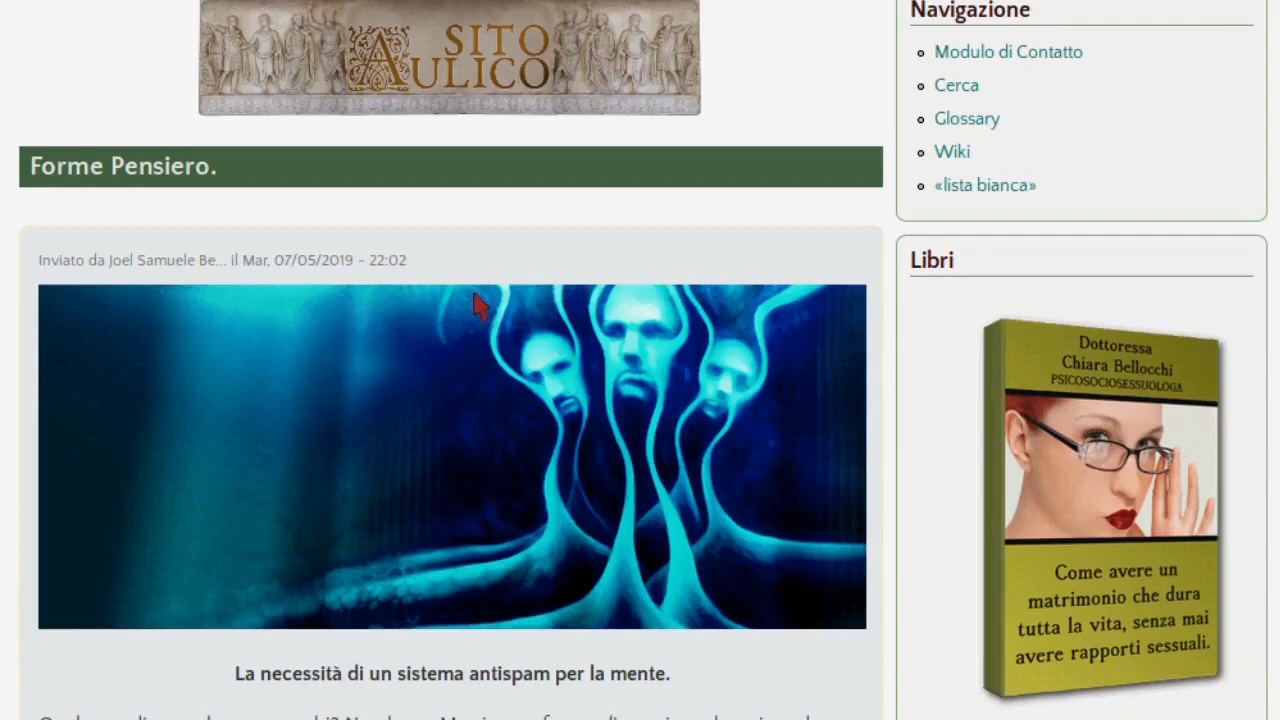 SITO
AULICO
Forme Pensiero.
Inviato da Joel Samuele Be... il Mar, 07/05/2019 - 22:02
La necessità di un sistema antispam per la mente.
Navigazione
Modulo di Contatto
Cerca
Glossary
Wiki
«lista bianca»
Libri
Dottoressa
Chiara Bellocchi
PSICOSOCIOSESSUOLOGA
Come avere un
matrimonio che dura
tutta la vita, senza mai
avere rapporti sessuali.